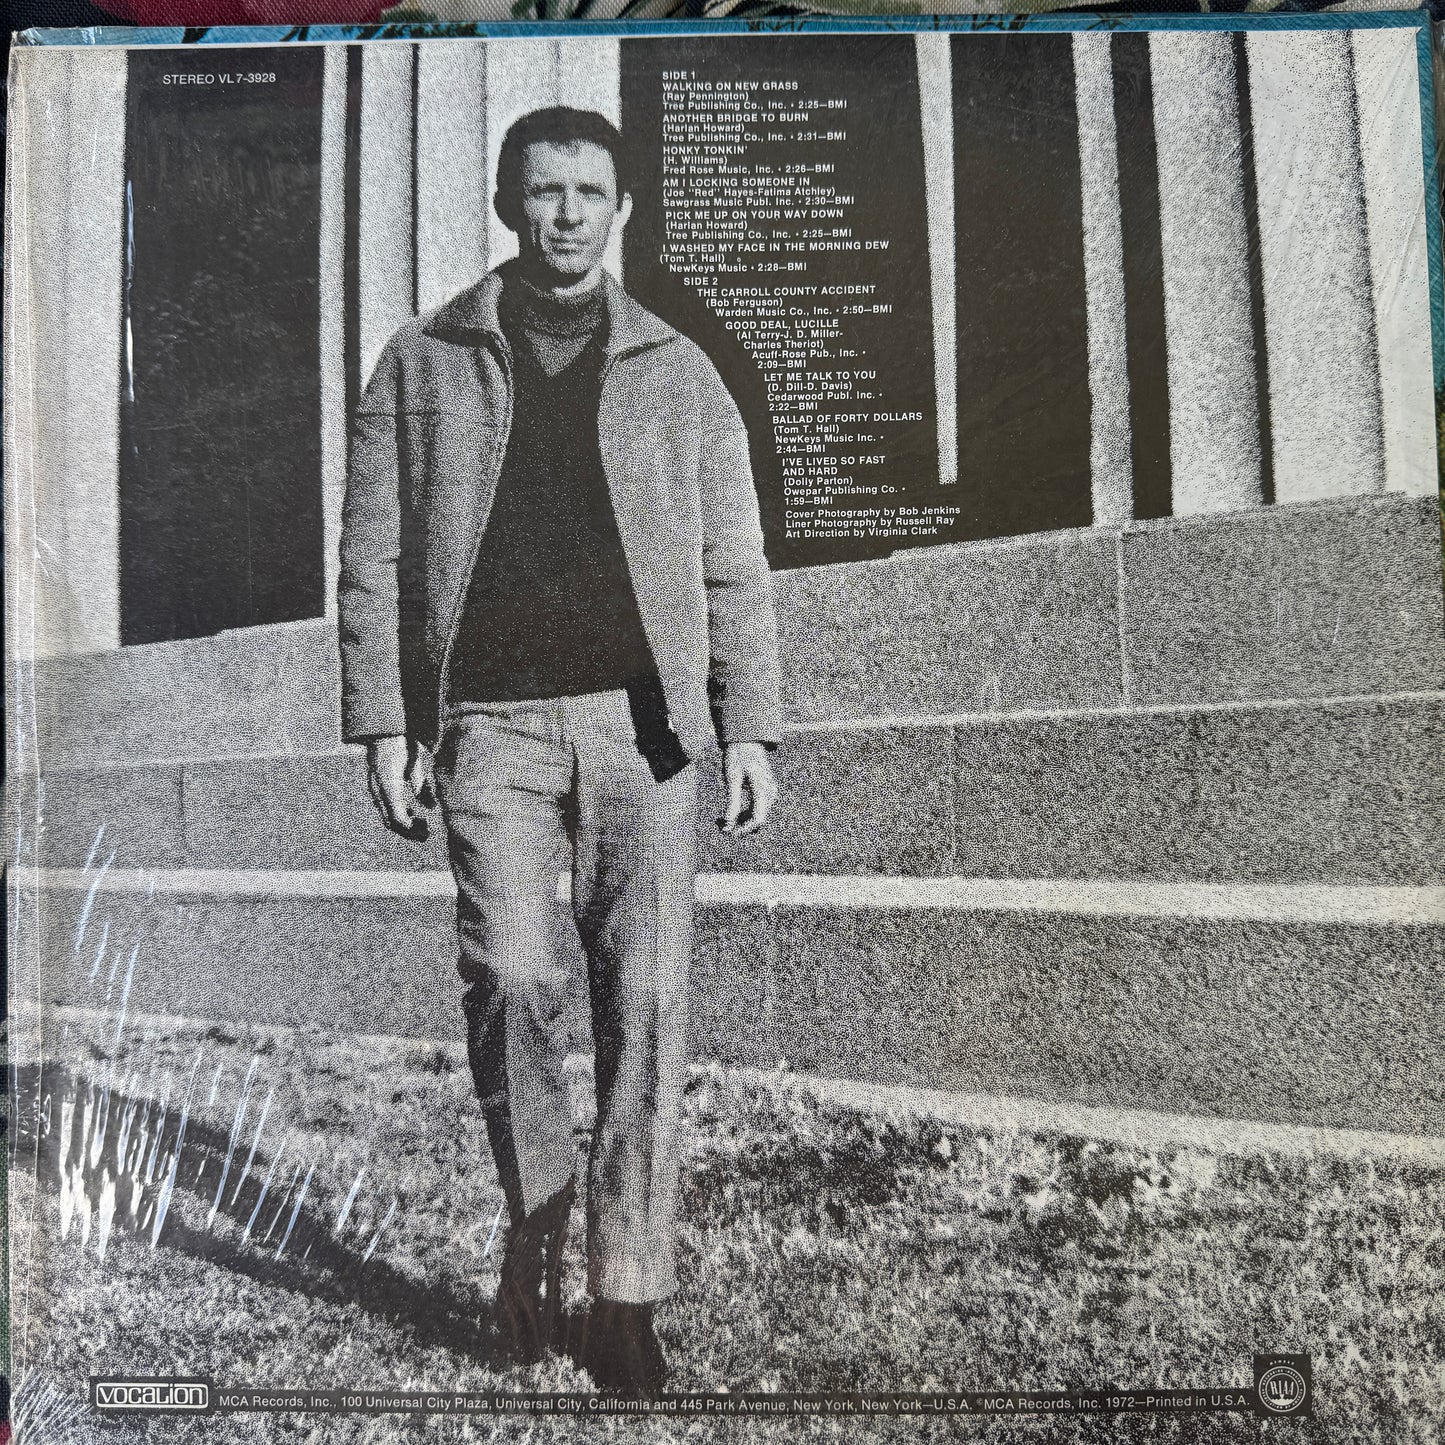 STEREO VL 7-3928
SIDE 1
WALKING ON NEW GRASS
(Ray Pennington)
Tree Publishing Co., Inc. • 2:25—BMI
ANOTHER BRIDGE TO BURN
(Harlan Howard)
Tree Publishing Co., Inc. • 2:31—BMI
HONKY TONKIN'
(H. Williams)
Fred Rose Music, Inc. • 2:26—BMI
AM I LOCKING SOMEONE IN
(Joe "Red" Hayes-Fatima Atchley)
Sawgrass Music Publ. Inc. • 2:30—BMI
PICK ME UP ON YOUR WAY DOWN
(Harlan Howard)
Tree Publishing Co., Inc. • 2:25—BMI
I WASHED MY FACE IN THE MORNING DEW
(Tom T. Hall)
NewKeys Music • 2:28—BMI
SIDE 2
THE CARROLL COUNTY ACCIDENT
(Bob Ferguson)
Warden Music Co., Inc. • 2:50—BMI
GOOD DEAL, LUCILLE
(Al Terry-J. D. Miller-
Charles Theriot)
Acuff-Rose Pub., Inc. •
2:09—BMI
LET ME TALK TO YOU
(D. Dill-D. Davis)
Cedarwood Publ. Inc. •
2:22—BMI
BALLAD OF FORTY DOLLARS
(Tom T. Hall)
NewKeys Music Inc. •
2:44—BMI
I'VE LIVED SO FAST
AND HARD
(Dolly Parton)
Owepar Publishing Co. •
1:59—BMI
Cover Photography by Bob Jenkins
Liner Photography by Russell Ray
Art Direction by Virginia Clark
VOCALION MCA Records, Inc., 100 Universal City Plaza, Universal City, California and 445 Park Avenue, New York, New York—U.S.A. ©MCA Records, Inc. 1972—Printed in U.S.A.